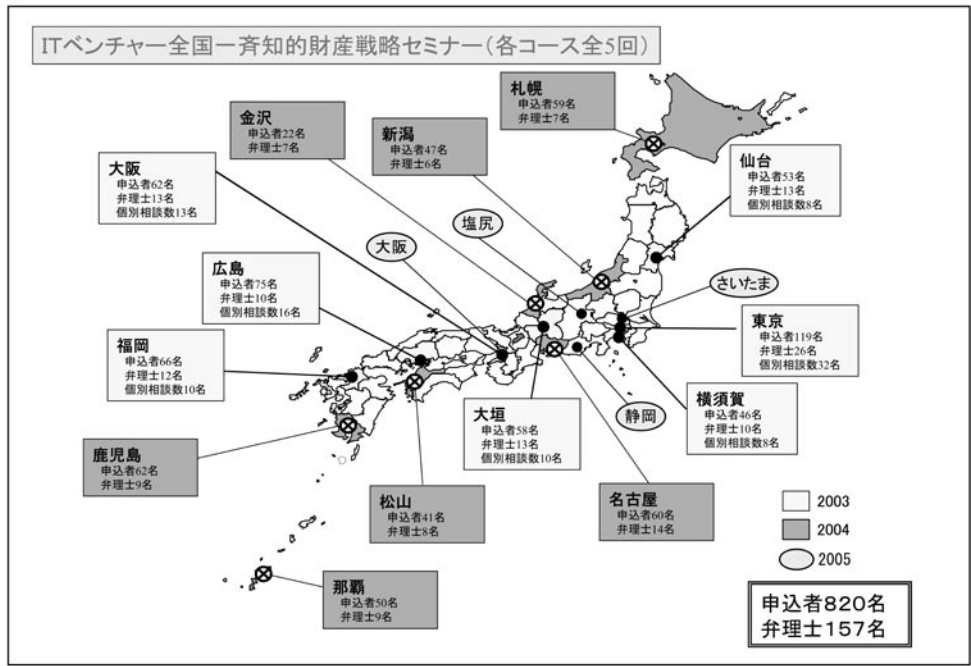 ITベンチャー全国一斉知的財産戦略セミナー(各コース全5回)
札幌
申込者59名
弁理士7名
金沢
申込者22名
弁理士7名
新潟
申込者47名
弁理士6名
仙台
申込者53名
弁理士13名
個別相談数8名
大阪
申込者62名
弁理士13名
個別相談数13名
塩尻
大阪
広島
申込者75名
弁理士10名
個別相談数16名
さいたま
東京
申込者119名
弁理士26名
個別相談数32名
福岡
申込者66名
弁理士12名
個別相談数10名
横須賀
申込者46名
弁理士10名
個別相談数8名
大垣
申込者58名
弁理士13名
個別相談数10名
静岡
鹿児島
申込者62名
弁理士9名
松山
申込者41名
弁理士8名
名古屋
申込者60名
弁理士14名
那覇
申込者50名
弁理士9名
2003
2004
2005
申込者820名
弁理士157名